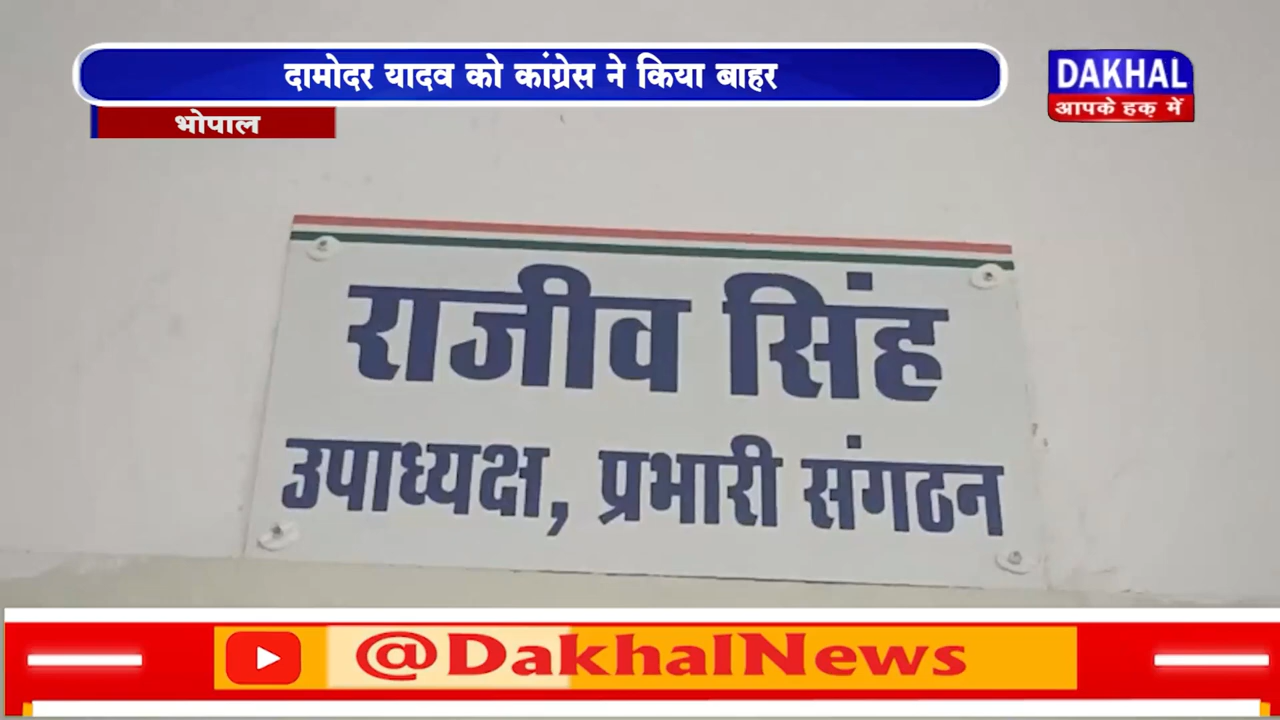 दामोदर यादव को कांग्रेस ने किया बाहर
DAKHAL
आपके हक़ में
भोपाल
राजीव सिंह
उपाध्यक्ष, प्रभारी संगठन
@DakhalNews